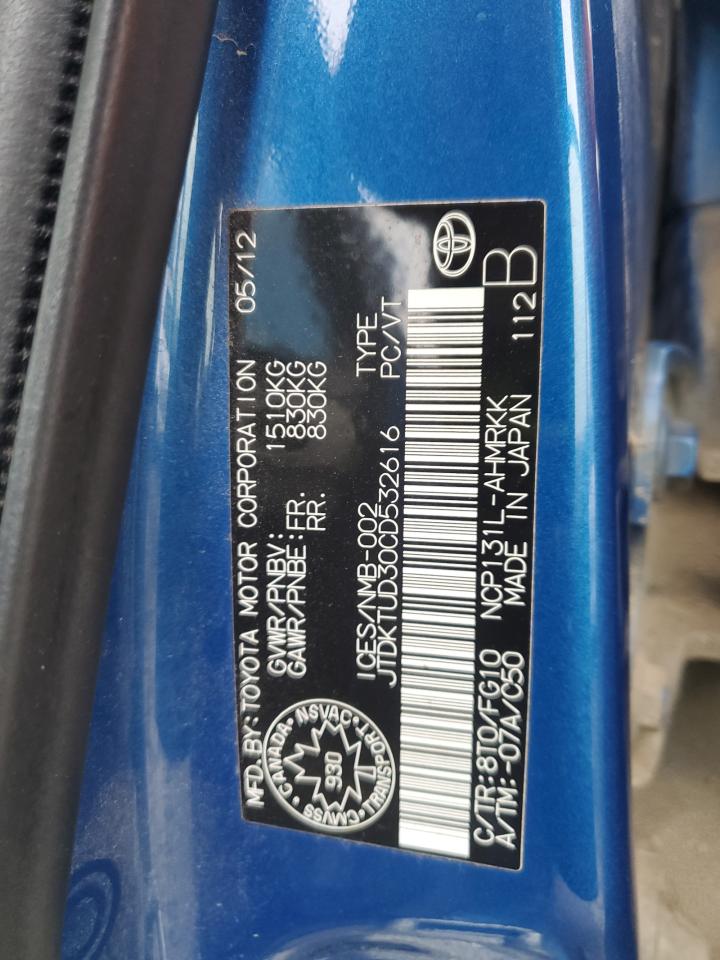 MFD.BY:TOYOTA MOTOR CORPORATION 05/12
GVWR/PNBV: 1510KG
GAWR/PNBE:FR. 830KG
RR. 830KG
CANADA • NSVAC • TRANSPORT • CMVSS •
930
ICES/NMB-002 TYPE
JTDKTUD30CD532616 PC/VT
C/TR:8T0/FG10 NCP131L-AHMRKK
A/TM:-07A/C50 MADE IN JAPAN 112
B